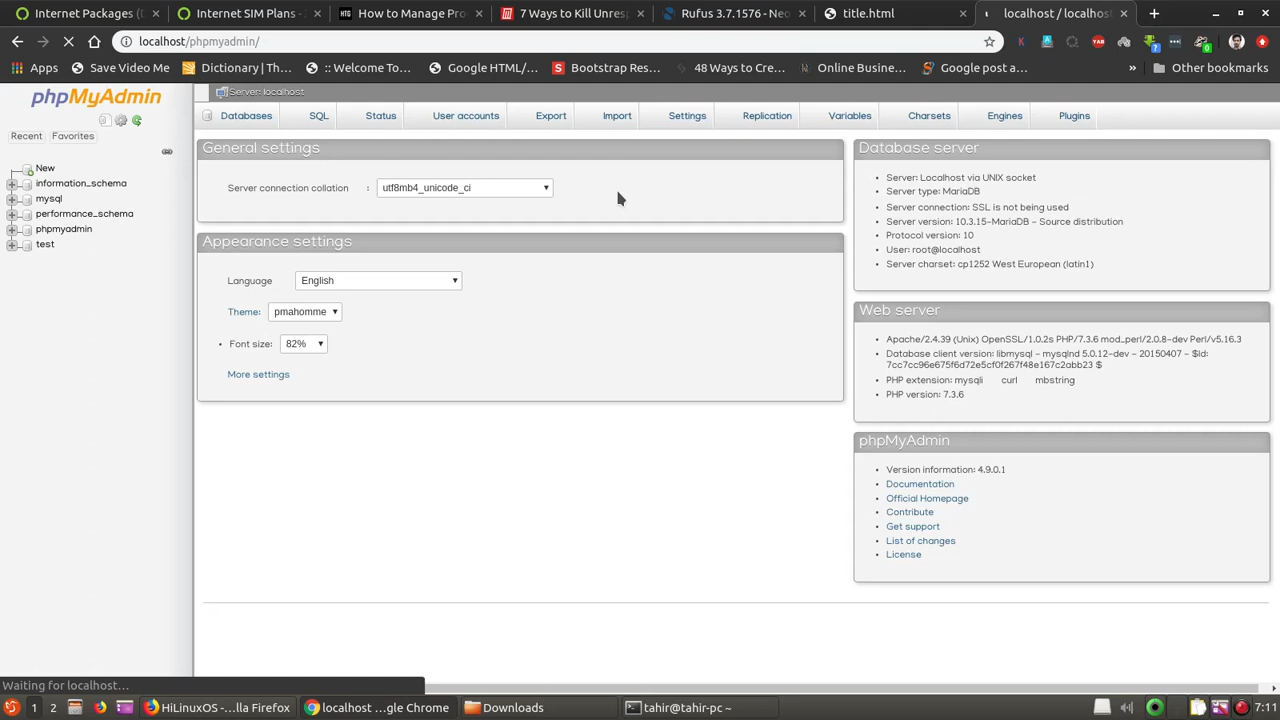 Internet Packages (D
Internet SIM Plans -
How to Manage Proc
7 Ways to Kill Unresp
Rufus 3.7.1576 - Neo
title.html
localhost / localhos
localhost/phpmyadmin/
Apps
Save Video Me
Dictionary | Th...
:: Welcome To...
Google HTML/...
Bootstrap Res...
48 Ways to Cre...
Online Busine...
Google post a...
»
Other bookmarks
phpMyAdmin
Recent
Favorites
New
information_schema
mysql
performance_schema
phpmyadmin
test
Server: localhost
Databases
SQL
Status
User accounts
Export
Import
Settings
Replication
Variables
Charsets
Engines
Plugins
General settings
Server connection collation :
utf8mb4_unicode_ci
Appearance settings
Language
English
Theme: pmahomme
Font size: 82%
More settings
Database server
Server: Localhost via UNIX socket
Server type: MariaDB
Server connection: SSL is not being used
Server version: 10.3.15-MariaDB - Source distribution
Protocol version: 10
User: root@localhost
Server charset: cp1252 West European (latin1)
Web server
Apache/2.4.39 (Unix) OpenSSL/1.0.2s PHP/7.3.6 mod_perl/2.0.8-dev Perl/v5.16.3
Database client version: libmysql - mysqlnd 5.0.12-dev - 20150407 - $Id:
7cc7cc96e675f6d72e5cf0f267f48e167c2abb23 $
PHP extension: mysqli curl mbstring
PHP version: 7.3.6
phpMyAdmin
Version information: 4.9.0.1
Documentation
Official Homepage
Contribute
Get support
List of changes
License
Waiting for localhost...
1
2
HiLinuxOS - ...lla Firefox
localhost ...gle Chrome
Downloads
tahir@tahir-pc ~
7:11